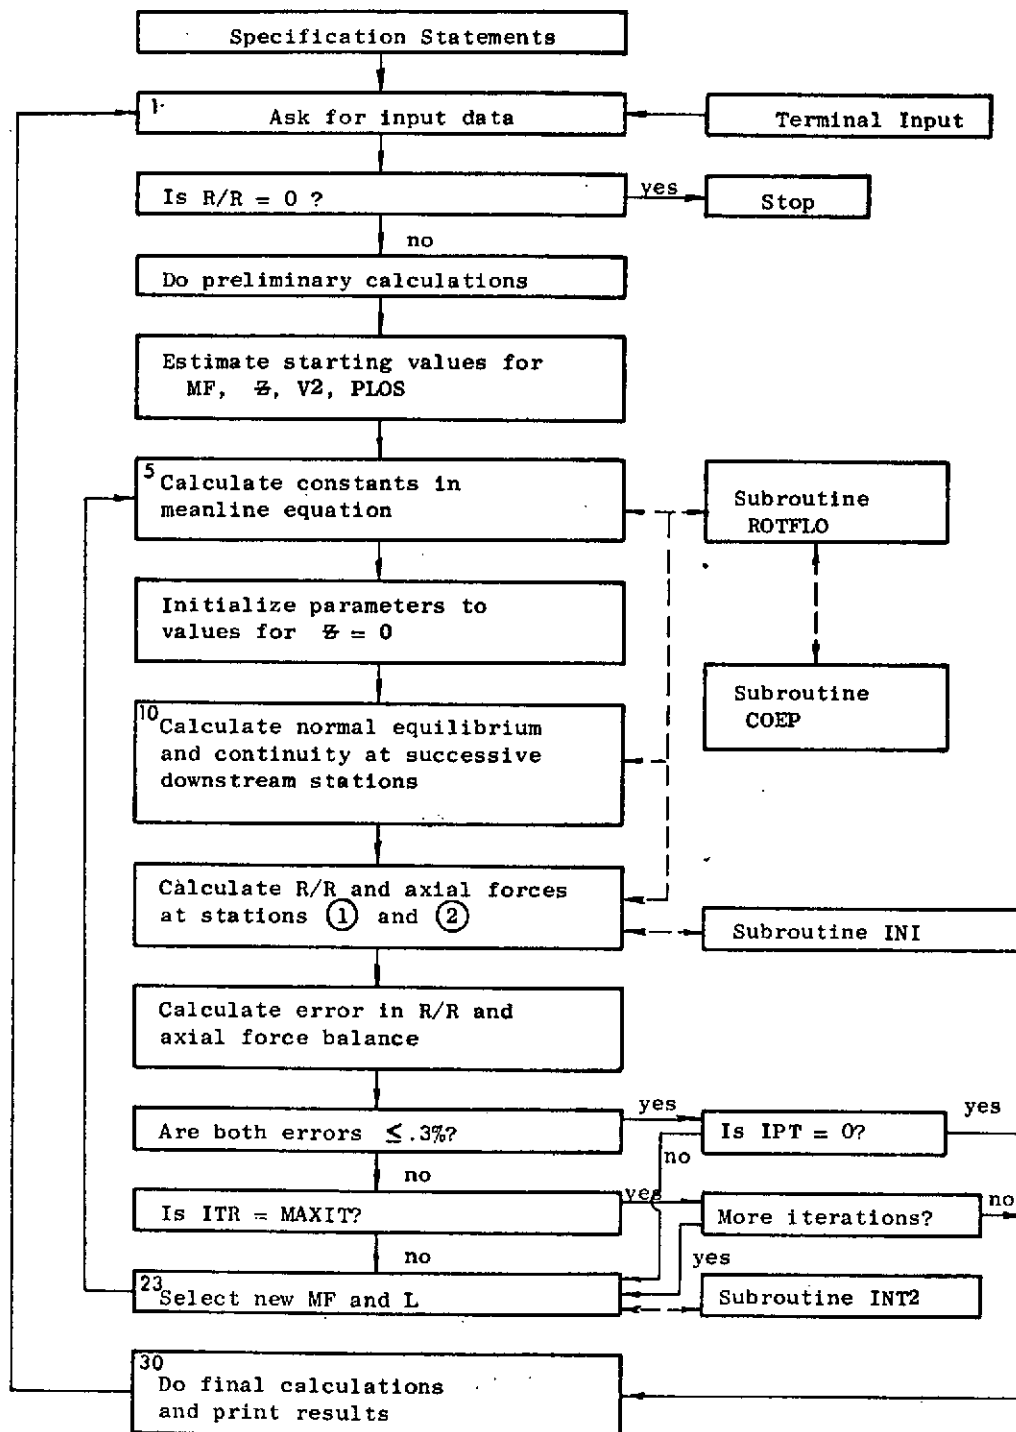 Specification Statements
1.
Ask for input data
Terminal Input
Is R/R = 0 ?
yes
Stop
no
Do preliminary calculations
Estimate starting values for
MF, Z, V2, PLOS
5
Calculate constants in
meanline equation
Subroutine
ROTFLO
Initialize parameters to
values for Z = 0
Subroutine
COEP
10
Calculate normal equilibrium
and continuity at successive
downstream stations
Calculate R/R and axial forces
at stations 1 and 2
Subroutine INI
Calculate error in R/R and
axial force balance
Are both errors ≤ .3%?
yes
Is IPT = 0?
yes
no
no
Is ITR = MAXIT?
yes
More iterations?
no
no
yes
23
Select new MF and L
Subroutine INT2
30
Do final calculations
and print results